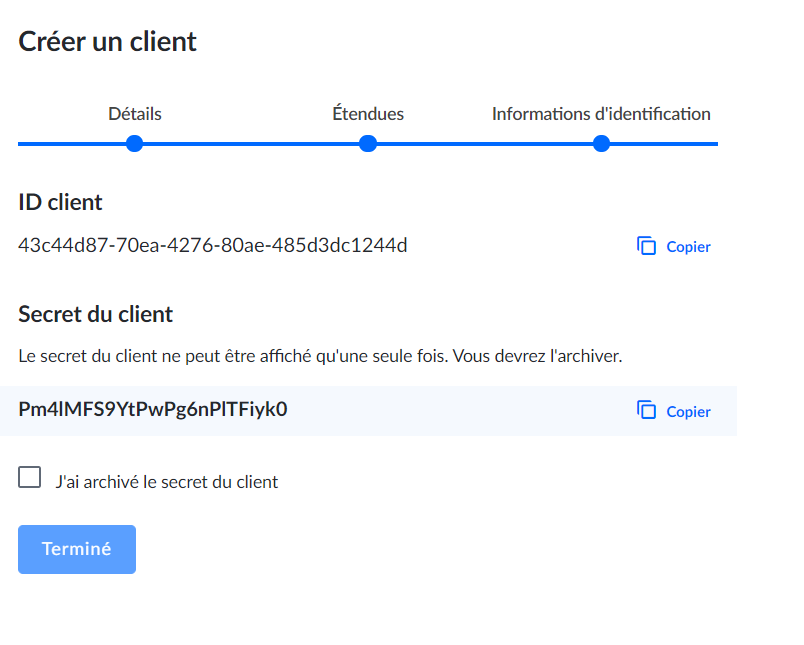 Créer un client
Détails
Étendues
Informations d'identification
ID client
43c44d87-70ea-4276-80ae-485d3dc1244d
Copier
Secret du client
Le secret du client ne peut être affiché qu'une seule fois. Vous devrez l'archiver.
Pm4lMFS9YtPwPg6nPlTFiyk0
Copier
J'ai archivé le secret du client
Terminé